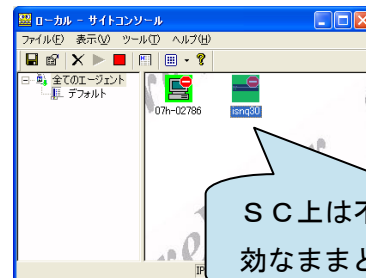 ローカル - サイトコンソール
ファイル(F) 表示(V) ツール(T) ヘルプ(H)
全てのエージェント
デフォルト
07h-02786
isnq30
ＳＣ上は
効なままと